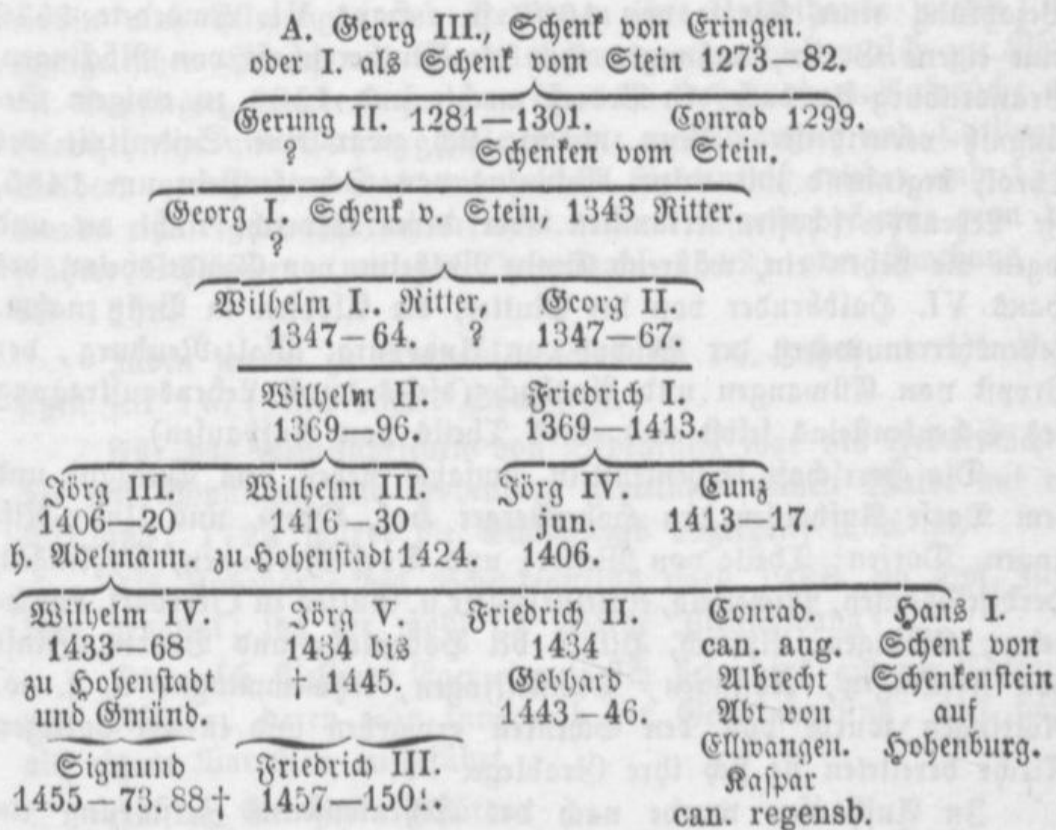 A. Georg III., Schenk von Eringen.
oder I. als Schenk vom Stein 1273—82.
Gerung II. 1281—1301. Conrad 1299.
? Schenken vom Stein.
Georg I. Schenk v. Stein, 1343 Ritter.
?
Wilhelm I. Ritter, Georg II.
1347—64. ? 1347—67.
Wilhelm II. Friedrich I.
1369—96. 1369—1413.
Jörg III. Wilhelm III. Jörg IV. Cunz
1406—20 1416—30 jun. 1413—17.
h. Adelmann. zu Hohenstadt 1424. 1406.
Wilhelm IV. Jörg V. Friedrich II. Conrad Hans I.
1433—68 1434 bis 1434 can. aug. Schenk von
zu Hohenstadt † 1445. Gebhard Albrecht Schenkenstein
und Gmünd. 1443—46. Abt von auf
Ellwangen. Hohenburg.
Sigmund Friedrich III. Kaspar
1455—73.88 † 1457—150
can. regensb.